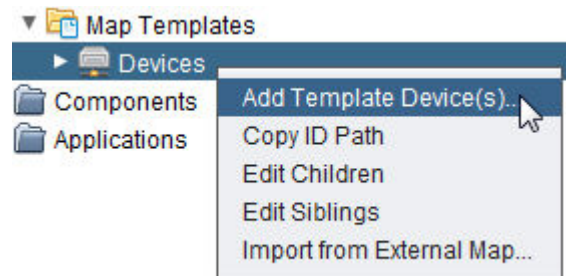 Map Templates
Devices
Components
Applications
Add Template Device(s)...
Copy ID Path
Edit Children
Edit Siblings
Import from External Map...